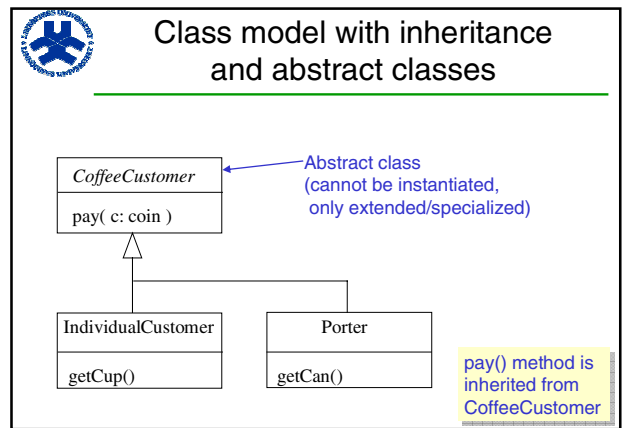 Class model with inheritance
and abstract classes
CoffeeCustomer
pay( c: coin )
Abstract class
(cannot be instantiated,
only extended/specialized)
IndividualCustomer
getCup()
Porter
getCan()
pay() method is
inherited from
CoffeeCustomer